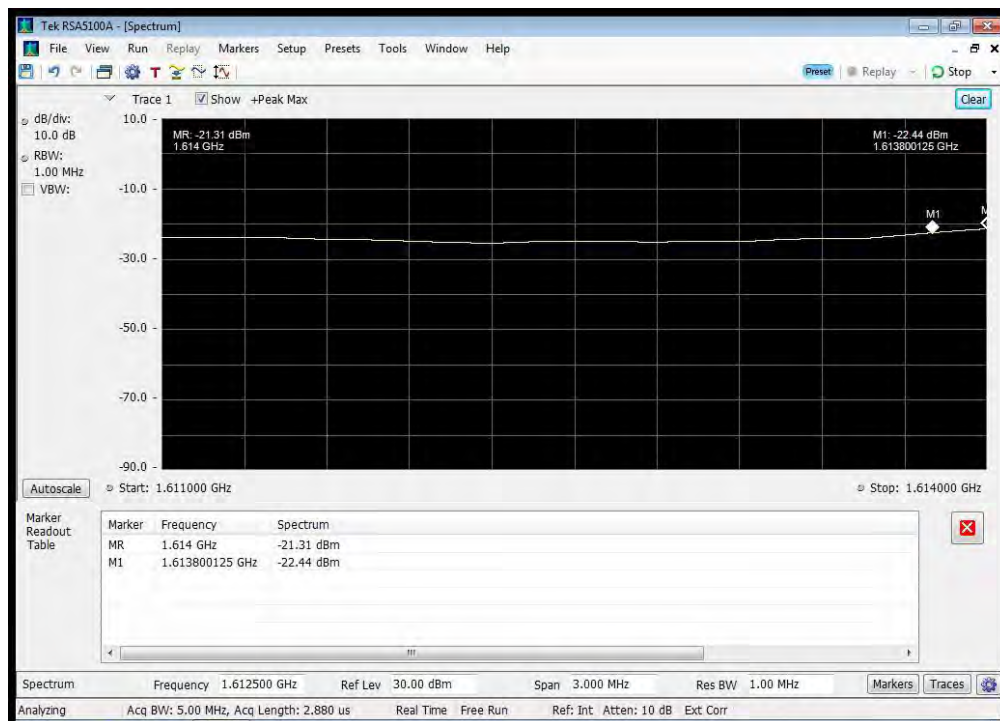 Tek RSA5100A - [Spectrum]
File View Run Replay Markers Setup Presets Tools Window Help
T Preset Replay Stop
Trace 1 Show +Peak Max Clear
dB/div: 10.0 -
10.0 dB
MR: -21.31 dBm M1: -22.44 dBm
1.614 GHz 1.613800125 GHz
RBW:
1.00 MHz
VBW: -10.0 -
M1 M
-30.0 -
-50.0 -
-70.0 -
-90.0 -
Autoscale Start: 1.611000 GHz Stop: 1.614000 GHz
Marker Readout Table
Marker Frequency Spectrum
MR 1.614 GHz -21.31 dBm
M1 1.613800125 GHz -22.44 dBm
Spectrum Frequency 1.612500 GHz Ref Lev 30.00 dBm Span 3.000 MHz Res BW 1.00 MHz Markers Traces
Analyzing Acq BW: 5.00 MHz, Acq Length: 2.880 us Real Time Free Run Ref: Int Atten: 10 dB Ext Corr